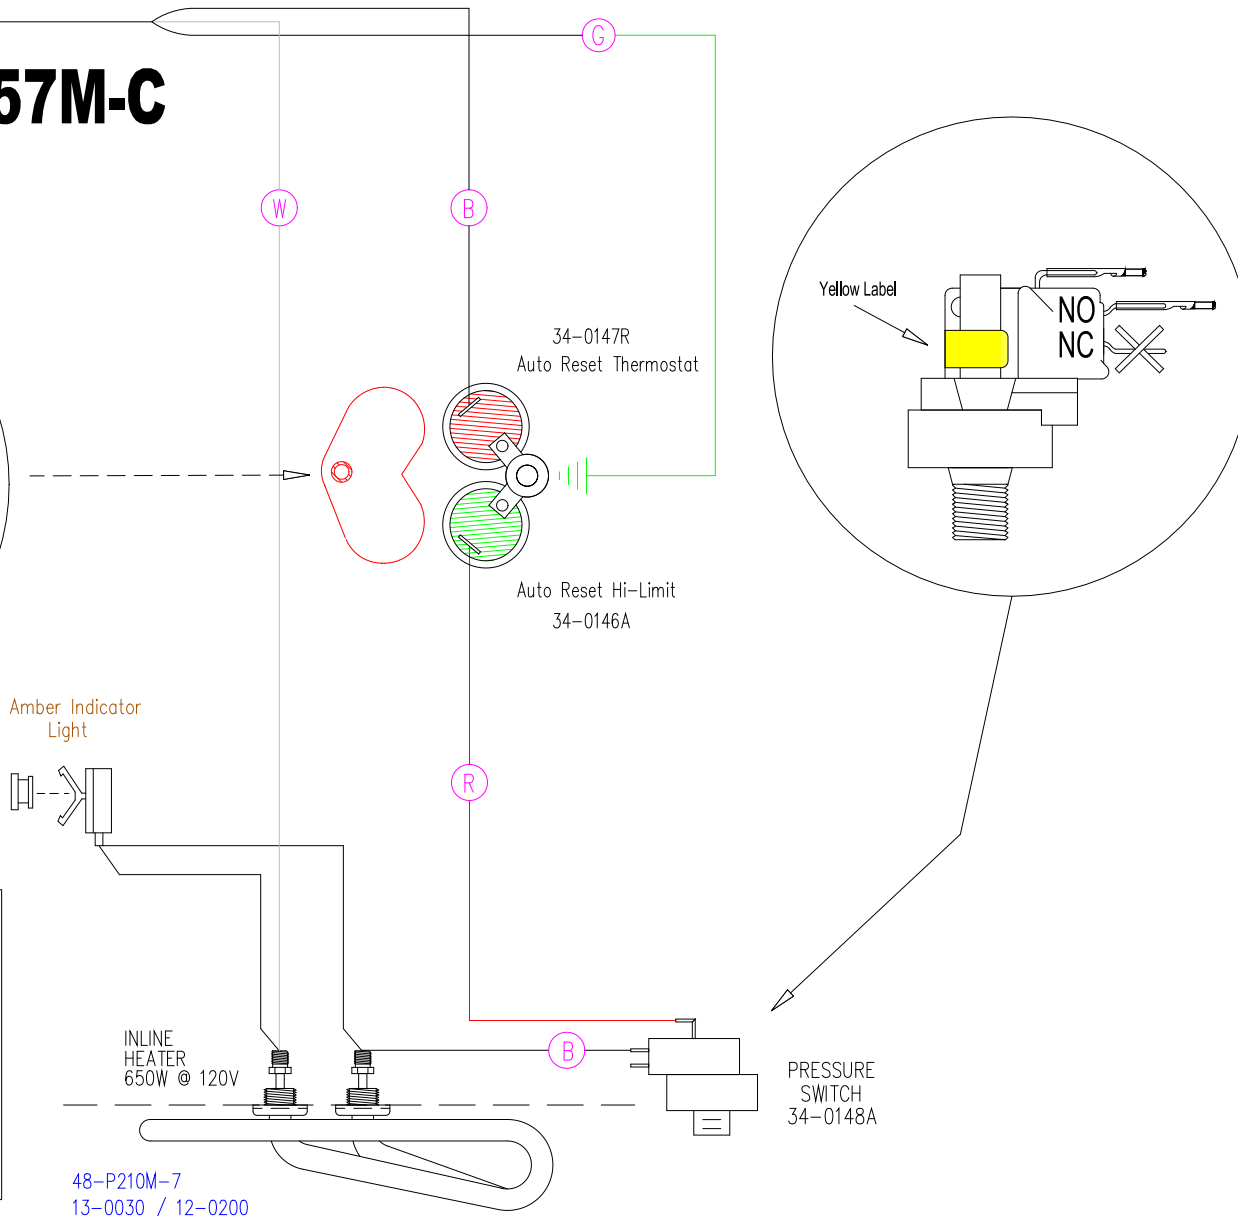 G
57M-C
W
B
Yellow Label
NO
NC
34-0147R
Auto Reset Thermostat
Auto Reset Hi-Limit
34-0146A
Amber Indicator
Light
R
INLINE
HEATER
650W @ 120V
B
PRESSURE
SWITCH
34-0148A
48-P210M-7
13-0030 / 12-0200